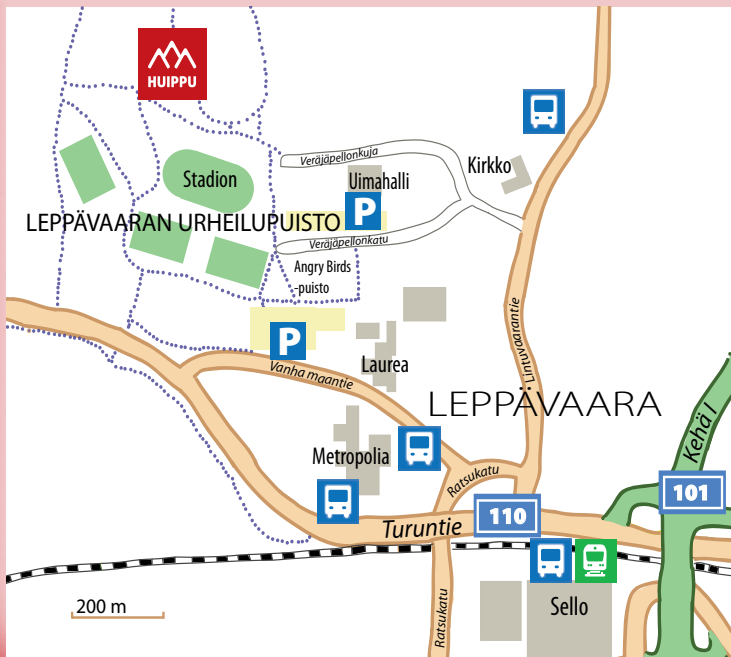 HUIPPU
Veräjäpellonkuja
Kirkko
Stadion
Uimahalli
LEPPÄVAARAN URHEILUPUISTO
P
Veräjäpellonkatu
Angry Birds
-puisto
Lintuvaarantie
P
Laurea
Vanha maantie
LEPPÄVAARA
Kehä I
Metropolia
Ratsukatu
101
110
Turuntie
200 m
Ratsukatu
Sello